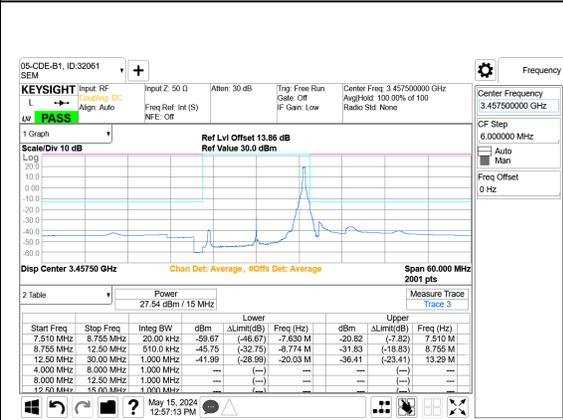 05-CDE-B1, ID:32061
SEM
Frequency
KEYSIGHT Input: RF Input Z: 50 Ω Atten: 30 dB Trig: Free Run Center Freq: 3.457500000 GHz
Coupling: DC Gate: Off Avg|Hold: 100.00% of 100
Align: Auto Freq Ref: Int (S) IF Gain: Low Radio Std: None
NFE: Off
L
PASS
Center Frequency
3.457500000 GHz
CF Step
6.000000 MHz
Auto
Man
Freq Offset
0 Hz
1 Graph
Ref Lvl Offset 13.86 dB
Scale/Div 10 dB Ref Value 30.0 dBm
Log
20.0
10.0
0.00
-10.0
-20.0
-30.0
-40.0
-50.0
-60.0
Disp Center 3.45750 GHz Chan Det: Average, #Offs Det: Average Span 60.000 MHz
2001 pts
2 Table
Power
27.54 dBm / 15 MHz
Measure Trace
Trace 3
Lower Upper
Start Freq Stop Freq Integ BW dBm ΔLimit(dB) Freq (Hz) dBm ΔLimit(dB) Freq (Hz)
7.510 MHz 8.755 MHz 20.00 kHz -59.67 (-46.67) -7.630 M -20.82 (-7.82) 7.510 M
8.755 MHz 12.50 MHz 510.0 kHz -45.75 (-32.75) -8.774 M -31.83 (-18.83) 8.755 M
12.50 MHz 30.00 MHz 1.000 MHz -41.99 (-28.99) -20.03 M -36.41 (-23.41) 13.29 M
4.000 MHz 8.000 MHz 1.000 MHz --- (---) --- --- (---) ---
8.000 MHz 12.50 MHz 1.000 MHz --- (---) --- --- (---) ---
12.50 MHz 15.00 MHz 1.000 MHz --- (---) --- --- (---) ---
May 15, 2024
12:57:13 PM